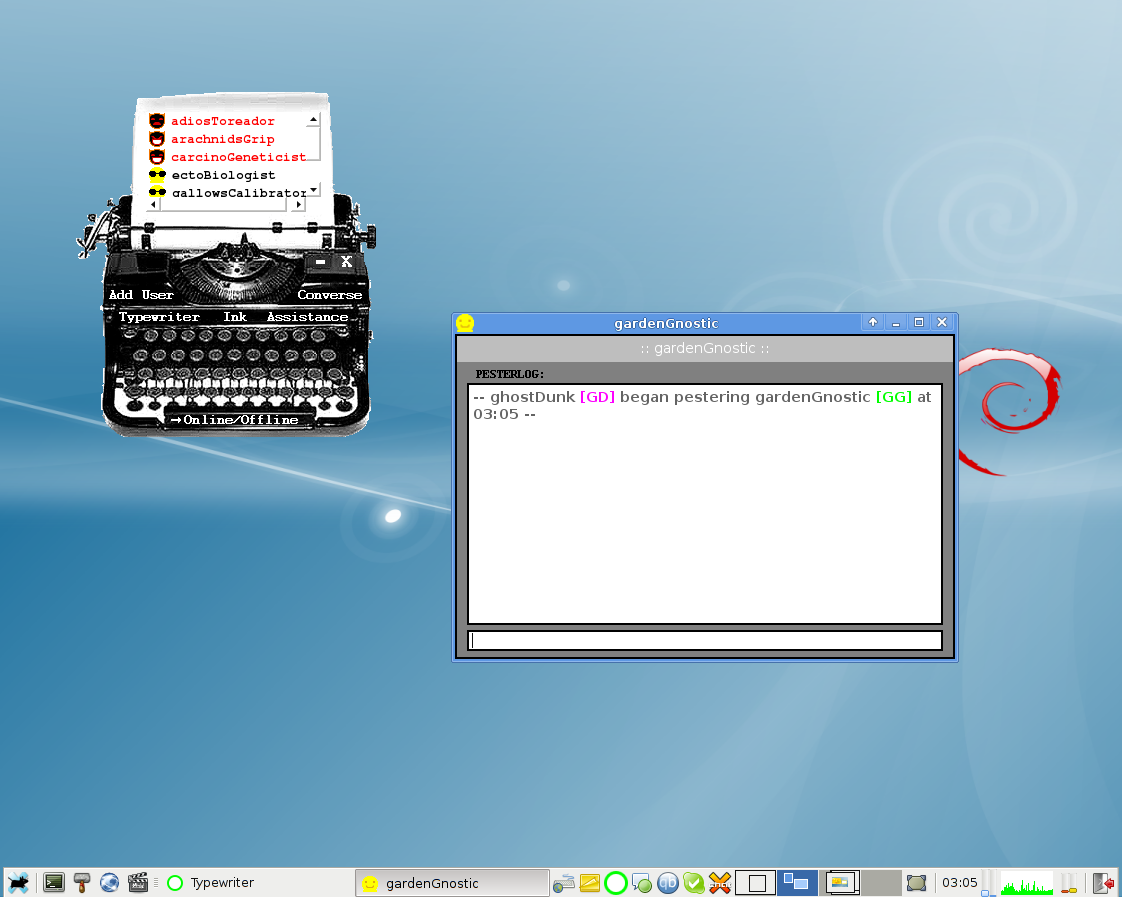 adiosToreador
arachnidsGrip
carcinoGeneticist
ectoBiologist
gallowsCalibrator
X
Add User
Converse
Typewriter Ink Assistance
→Online/Offline
gardenGnostic
:: gardenGnostic ::
PESTERLOG:
-- ghostDunk [GD] began pestering gardenGnostic [GG] at
03:05 --
Typewriter
gardenGnostic
qb
03:05